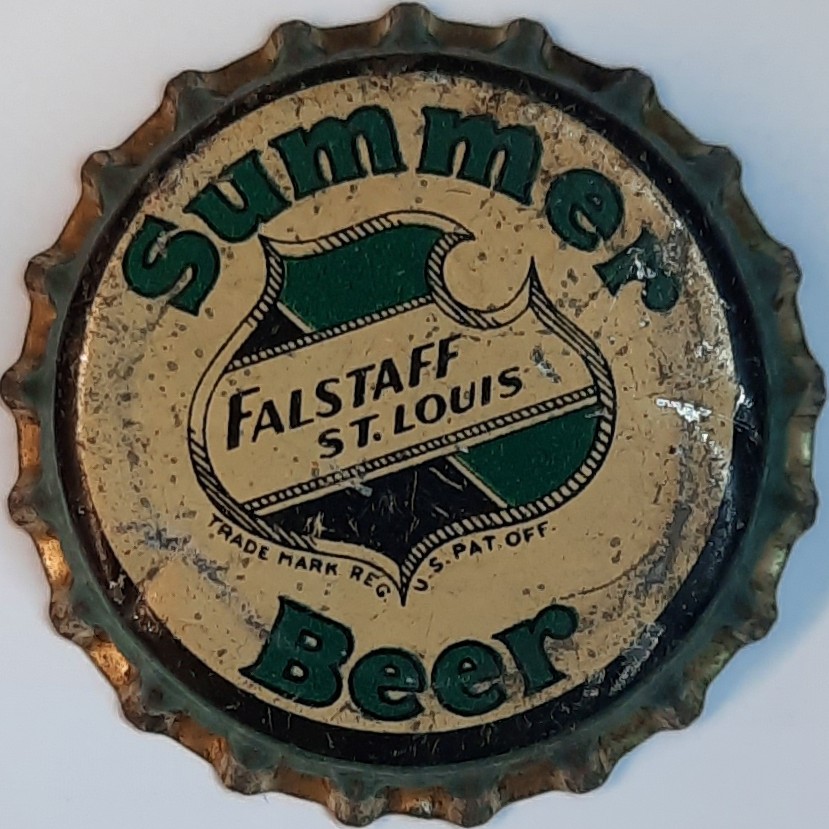 Summer
FALSTAFF
ST. LOUIS
TRADE MARK REG. U.S. PAT. OFF.
Beer